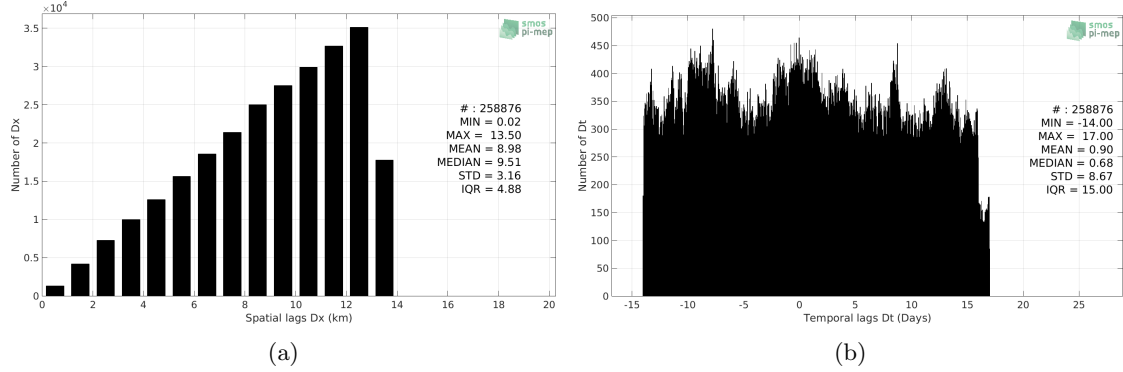 ×10⁴
3.5
3
2.5
2
1.5
1
0.5
0
0 2 4 6 8 10 12 14 16 18 20
Number of Dx
Spatial lags Dx (km)
smos
pi-mep
# : 258876
MIN = 0.02
MAX = 13.50
MEAN = 8.98
MEDIAN = 9.51
STD = 3.16
IQR = 4.88
(a)
500
450
400
350
300
250
200
150
100
50
0
-15 -10 -5 0 5 10 15 20 25
Number of Dt
Temporal lags Dt (Days)
smos
pi-mep
# : 258876
MIN = -14.00
MAX = 17.00
MEAN = 0.90
MEDIAN = 0.68
STD = 8.67
IQR = 15.00
(b)